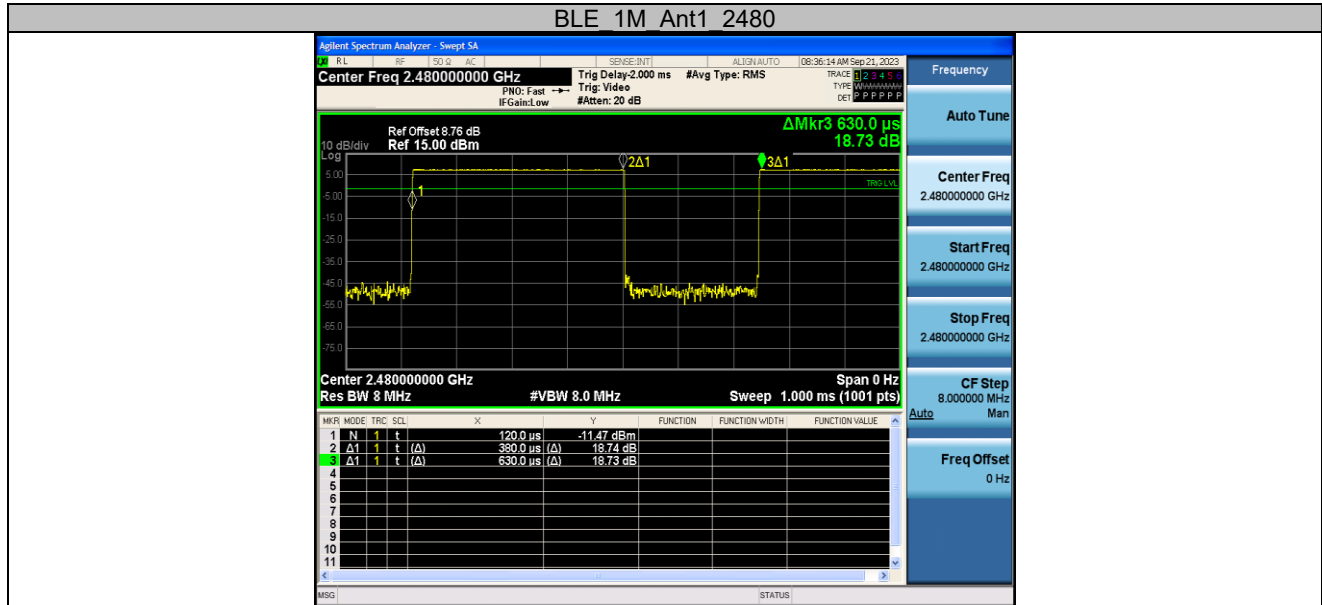 BLE_1M_Ant1_2480
Agilent Spectrum Analyzer - Swept SA
RL RF 50 Ω AC SENSE:INT ALIGN AUTO 08:36:14 AM Sep 21, 2023
Center Freq 2.480000000 GHz
PNO: Fast
IFGain:Low
Trig Delay-2.000 ms #Avg Type: RMS
Trig: Video
#Atten: 20 dB
TRACE 1 2 3 4 5 6
TYPE
DET P P P P P P
ΔMkr3 630.0 µs
18.73 dB
Ref Offset 8.76 dB
10 dB/div Ref 15.00 dBm
Log
2Δ1 3Δ1
5.00
TRIG LVL
1
-5.00
-15.0
-25.0
-35.0
-45.0
-55.0
-65.0
-75.0
Center 2.480000000 GHz Span 0 Hz
Res BW 8 MHz #VBW 8.0 MHz Sweep 1.000 ms (1001 pts)
MKR MODE TRC SCL X Y FUNCTION FUNCTION WIDTH FUNCTION VALUE
1 N 1 t 120.0 µs -11.47 dBm
2 Δ1 1 t (Δ) 380.0 µs (Δ) 18.74 dB
3 Δ1 1 t (Δ) 630.0 µs (Δ) 18.73 dB
4
5
6
7
8
9
10
11
MSG STATUS
Frequency
Auto Tune
Center Freq
2.480000000 GHz
Start Freq
2.480000000 GHz
Stop Freq
2.480000000 GHz
CF Step
8.000000 MHz
Auto Man
Freq Offset
0 Hz